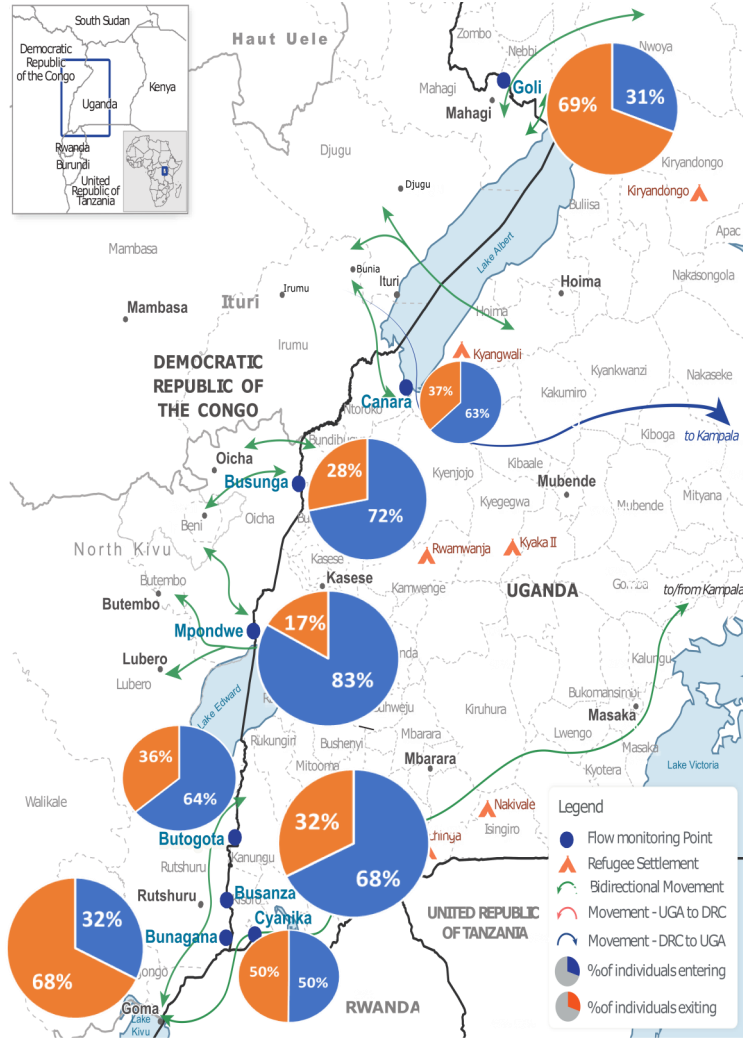 South Sudan
Democratic
Republic
of the Congo
Uganda
Kenya
Rwanda
Burundi
United
Republic of
Tanzania
Haut Uele
Zombo
Nebbi
Nwoya
Mahagi
Goli
Mahagi
69%
31%
Djugu
Djugu
Kiryandongo
Kiryandongo
Buliisa
Apac
Lake Albert
Mambasa
Bunia
Irumu
Ituri
Ituri
Hoima
Nakasongola
Mambasa
Hoima
Irumu
Kyangwali
DEMOCRATIC
REPUBLIC OF
THE CONGO
Canara
Ntoroko
37%
63%
Kyankwanzi
Kakumiro
Nakaseke
Kiboga
to Kampala
Oicha
Busunga
28%
72%
Kyenjojo
Kibaale
Mubende
Kyegegwa
Mubende
Mityana
Beni
Oicha
North Kivu
Rwamwanja
Kyaka II
Kasese
Kasese
Kamwenge
UGANDA
to/from Kampala
Butembo
Butembo
Mpondwe
17%
83%
Lubero
Lubero
Lake Edward
Kalungu
Bukomansimbi
Masaka
Kiruhura
Lwengo
Masaka
Kyotera
Lake Victoria
Rukungiri
Bushenyi
Mbarara
Mbarara
Mitooma
36%
64%
Walikale
32%
68%
Nakivale
Isingiro
Butogota
Kanungu
Rutshuru
Rutshuru
Busanza
Cyanika
Bunagana
32%
68%
50%
50%
Goma
Lake
Kivu
UNITED REPUBLIC
OF TANZANIA
RWANDA
Legend
Flow monitoring Point
Refugee Settlement
Bidirectional Movement
Movement - UGA to DRC
Movement - DRC to UGA
%of individuals entering
%of individuals exiting